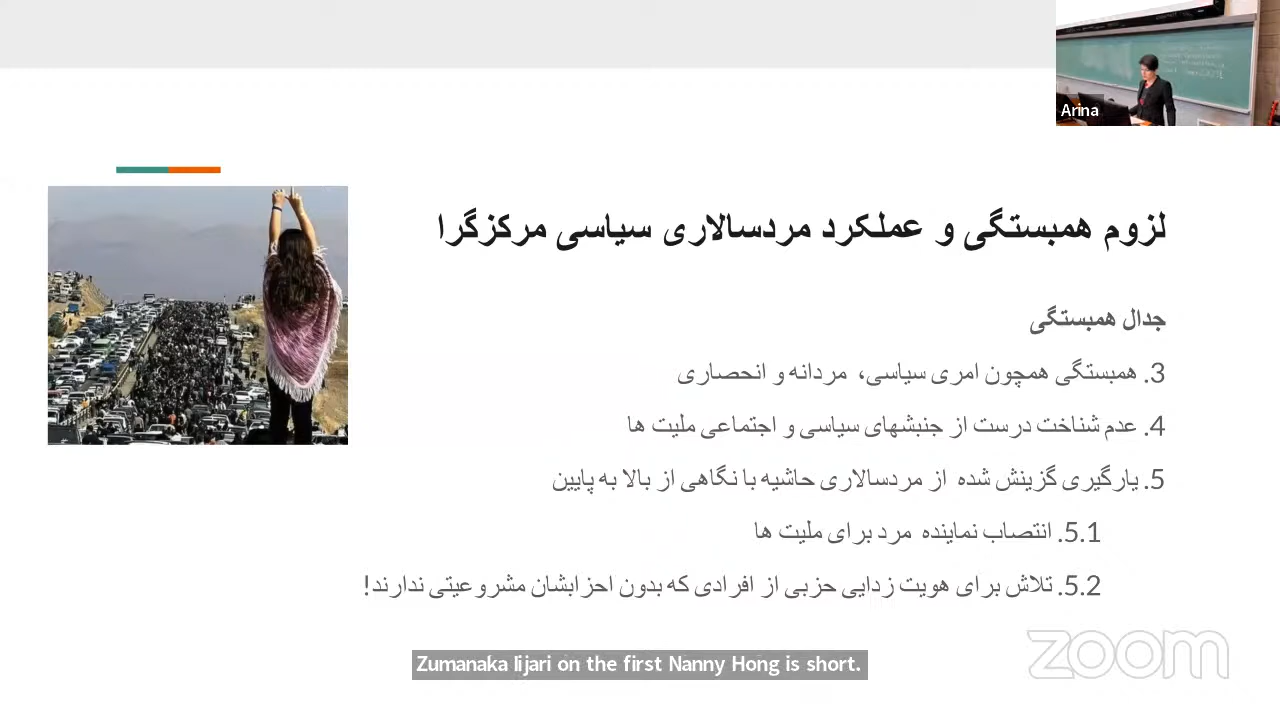 Arina
لزوم همبستگی و عملکرد مردسالاری سیاسی مرکزگرا
جدال همبستگی
3. همبستگی همچون امری سیاسی، مردانه و انحصاری
4. عدم شناخت درست از جنبشهای سیاسی و اجتماعی ملیت ها
5. یارگیری گزینش شده از مردسالاری حاشیه با نگاهی از بالا به پایین
5.1. انتصاب نماینده مرد برای ملیت ها
5.2. تلاش برای هویت زدایی حزبی از افرادی که بدون احزابشان مشروعیتی ندارند!
zoom
Zumanaka lijari on the first Nanny Hong is short.